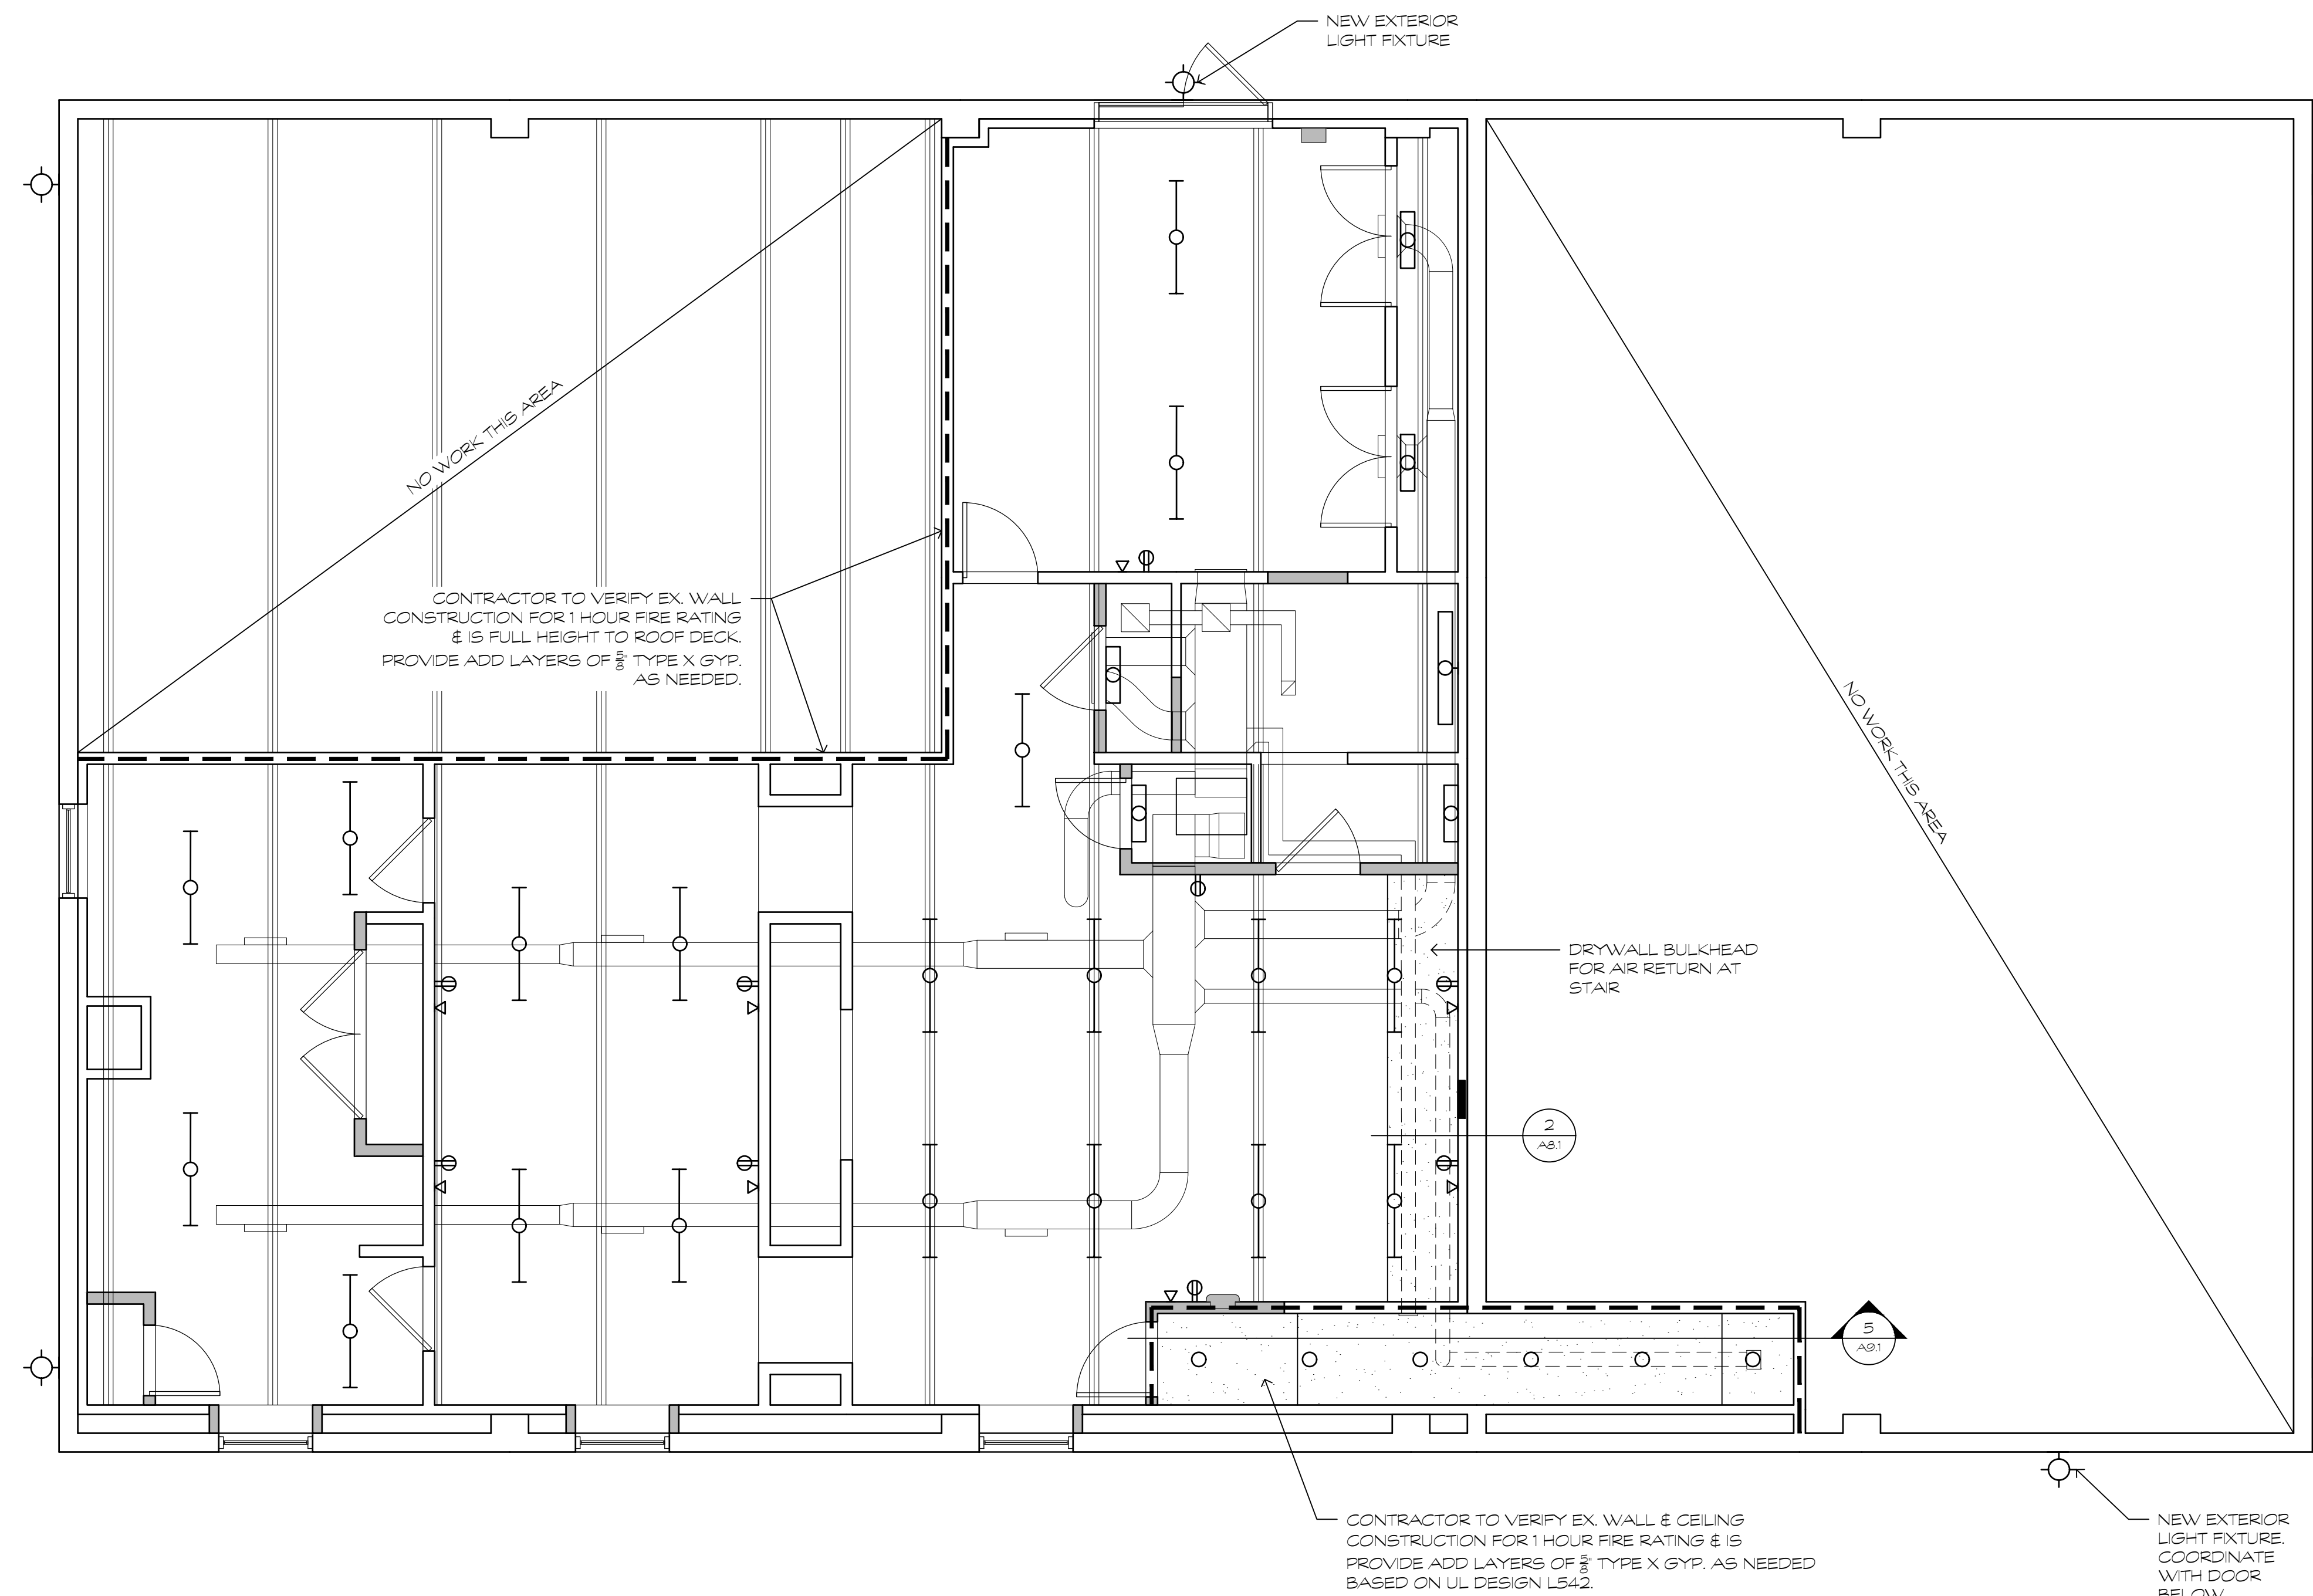 NEW EXTERIOR
LIGHT FIXTURE
NO WORK THIS AREA
CONTRACTOR TO VERIFY EX. WALL
CONSTRUCTION FOR 1 HOUR FIRE RATING
& IS FULL HEIGHT TO ROOF DECK.
PROVIDE ADD LAYERS OF 5/8" TYPE X GYP.
AS NEEDED.
NO WORK THIS AREA
DRYWALL BULKHEAD
FOR AIR RETURN AT
STAIR
2
A8.1
5
A9.1
CONTRACTOR TO VERIFY EX. WALL & CEILING
CONSTRUCTION FOR 1 HOUR FIRE RATING & IS
PROVIDE ADD LAYERS OF 5/8" TYPE X GYP. AS NEEDED
BASED ON UL DESIGN L542.
NEW EXTERIOR
LIGHT FIXTURE.
COORDINATE
WITH DOOR
BELOW